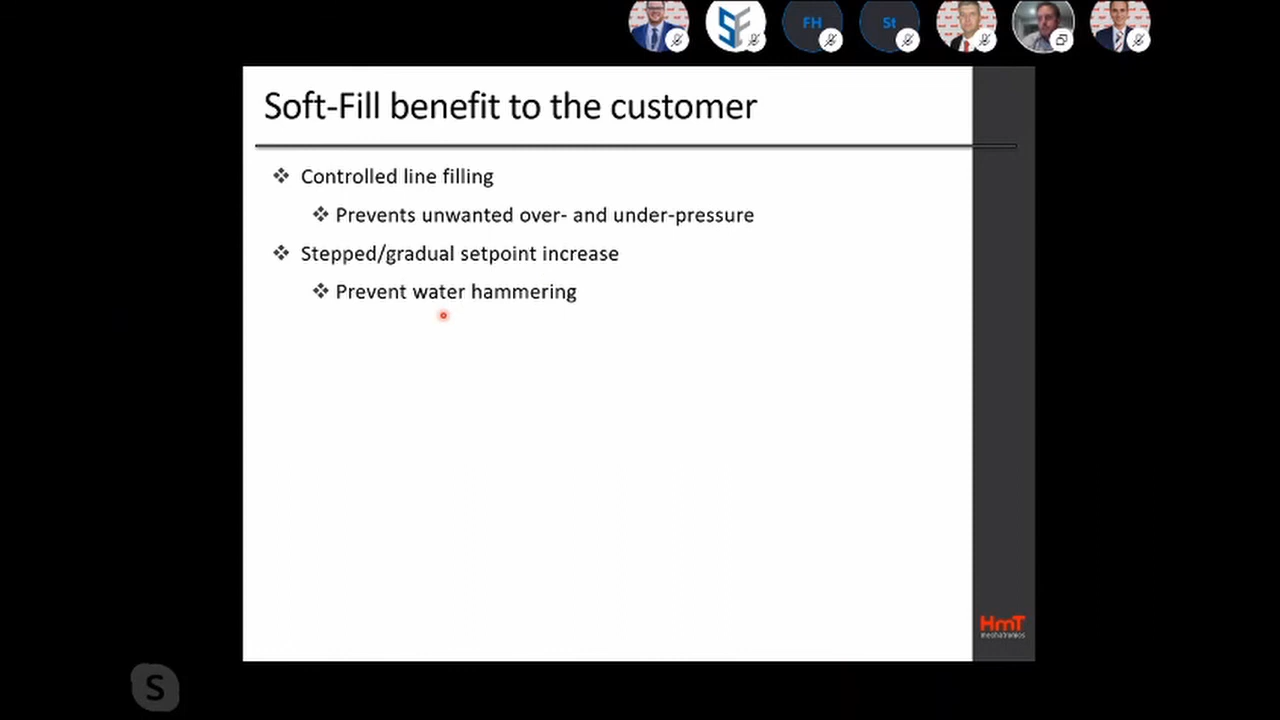 FH
St
Soft-Fill benefit to the customer
Controlled line filling
Prevents unwanted over- and under-pressure
Stepped/gradual setpoint increase
Prevent water hammering
HmT
mechatronics
S